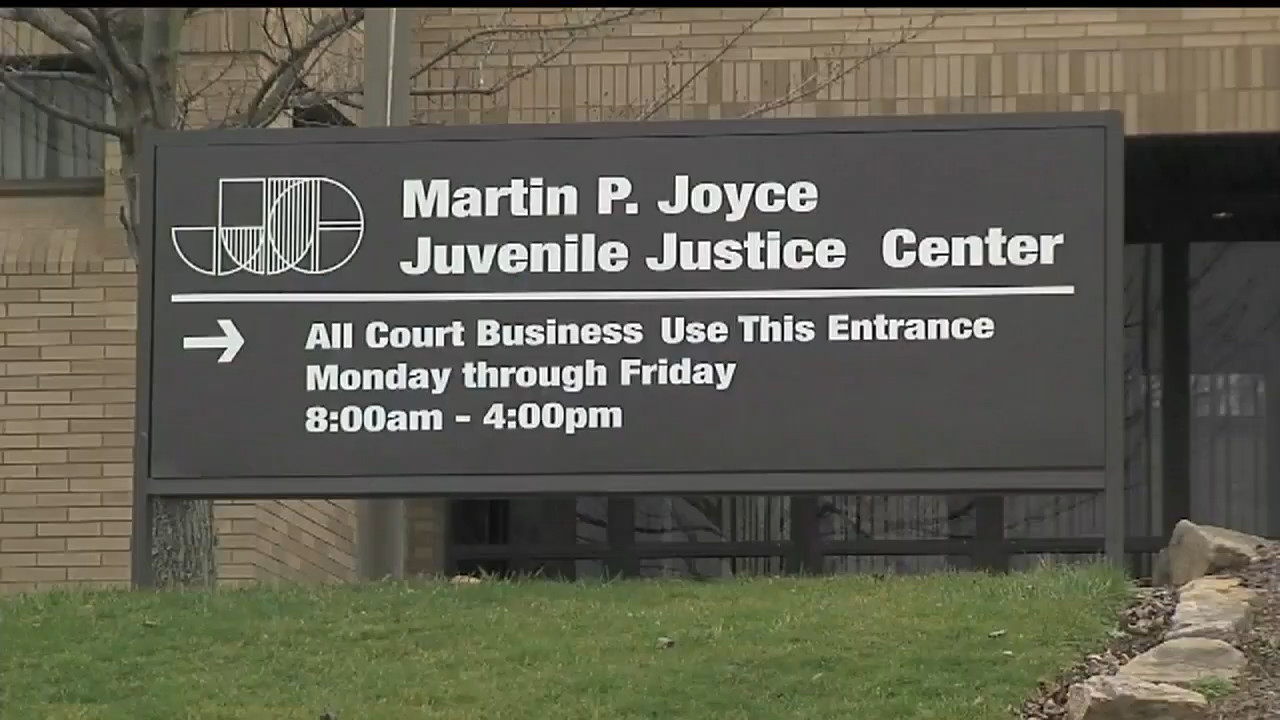 Martin P. Joyce
Juvenile Justice Center
All Court Business Use This Entrance
Monday through Friday
8:00am - 4:00pm